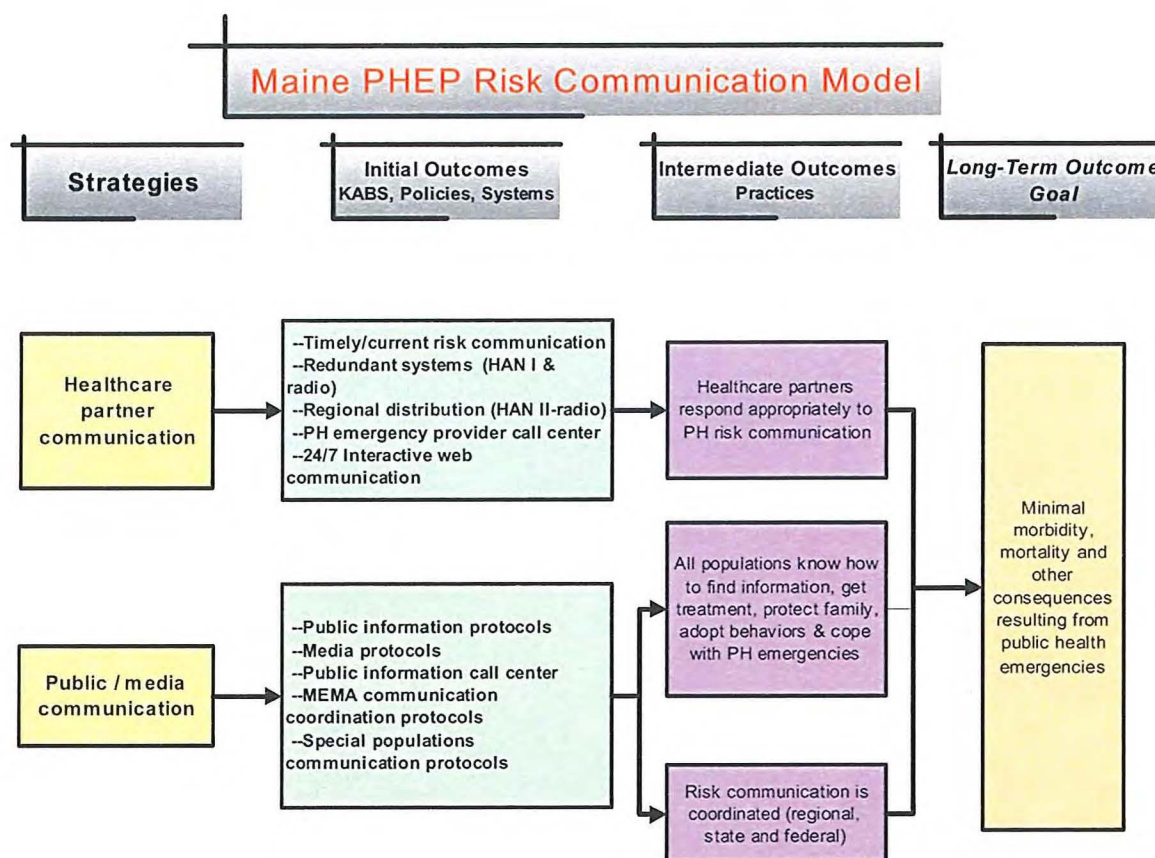 Maine PHEP Risk Communication Model
Strategies
Initial Outcomes
KABS, Policies, Systems
Intermediate Outcomes
Practices
Long-Term Outcome
Goal
Healthcare
partner
communication
--Timely/current risk communication
--Redundant systems (HAN I &
radio)
--Regional distribution (HAN II-radio)
--PH emergency provider call center
--24/7 Interactive web
communication
Healthcare partners
respond appropriately to
PH risk communication
Public / media
communication
--Public information protocols
--Media protocols
--Public information call center
--MEMA communication
coordination protocols
--Special populations
communication protocols
All populations know how
to find information, get
treatment, protect family,
adopt behaviors & cope
with PH emergencies
Risk communication is
coordinated (regional,
state and federal)
Minimal
morbidity,
mortality and
other
consequences
resulting from
public health
emergencies